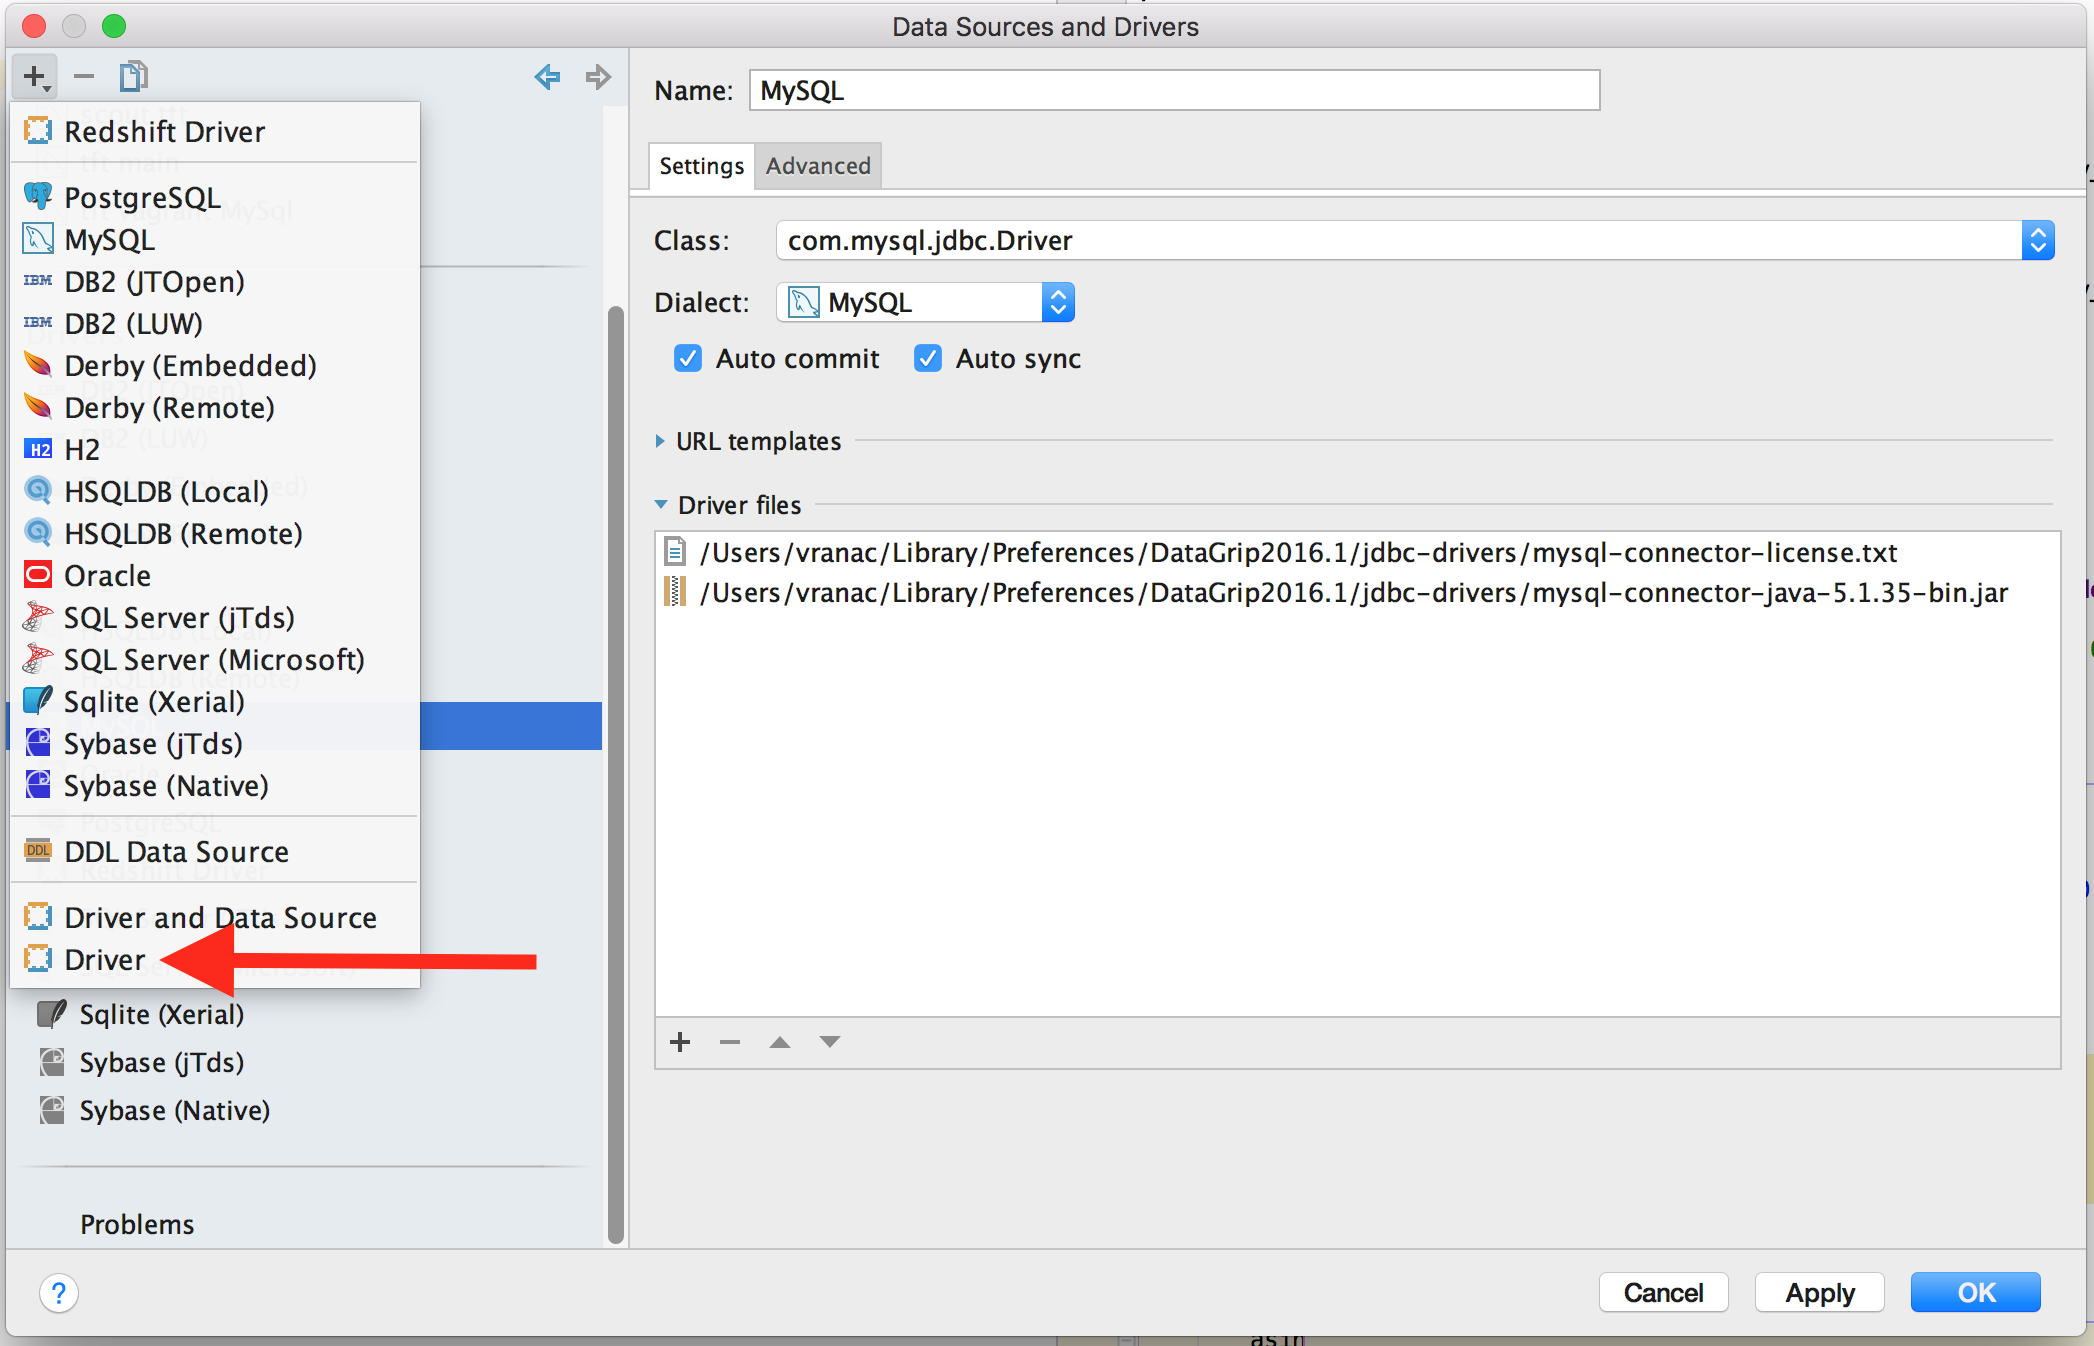 Data Sources and Drivers
Redshift Driver
PostgreSQL
MySQL
DB2 (JTOpen)
DB2 (LUW)
Derby (Embedded)
Derby (Remote)
H2
HSQLDB (Local)
HSQLDB (Remote)
Oracle
SQL Server (jTds)
SQL Server (Microsoft)
Sqlite (Xerial)
Sybase (jTds)
Sybase (Native)
DDL Data Source
Driver and Data Source
Driver
Sqlite (Xerial)
Sybase (jTds)
Sybase (Native)
Problems
Name: MySQL
Settings Advanced
Class: com.mysql.jdbc.Driver
Dialect: MySQL
Auto commit Auto sync
URL templates
Driver files
/Users/vranac/Library/Preferences/DataGrip2016.1/jdbc-drivers/mysql-connector-license.txt
/Users/vranac/Library/Preferences/DataGrip2016.1/jdbc-drivers/mysql-connector-java-5.1.35-bin.jar
? Cancel Apply OK